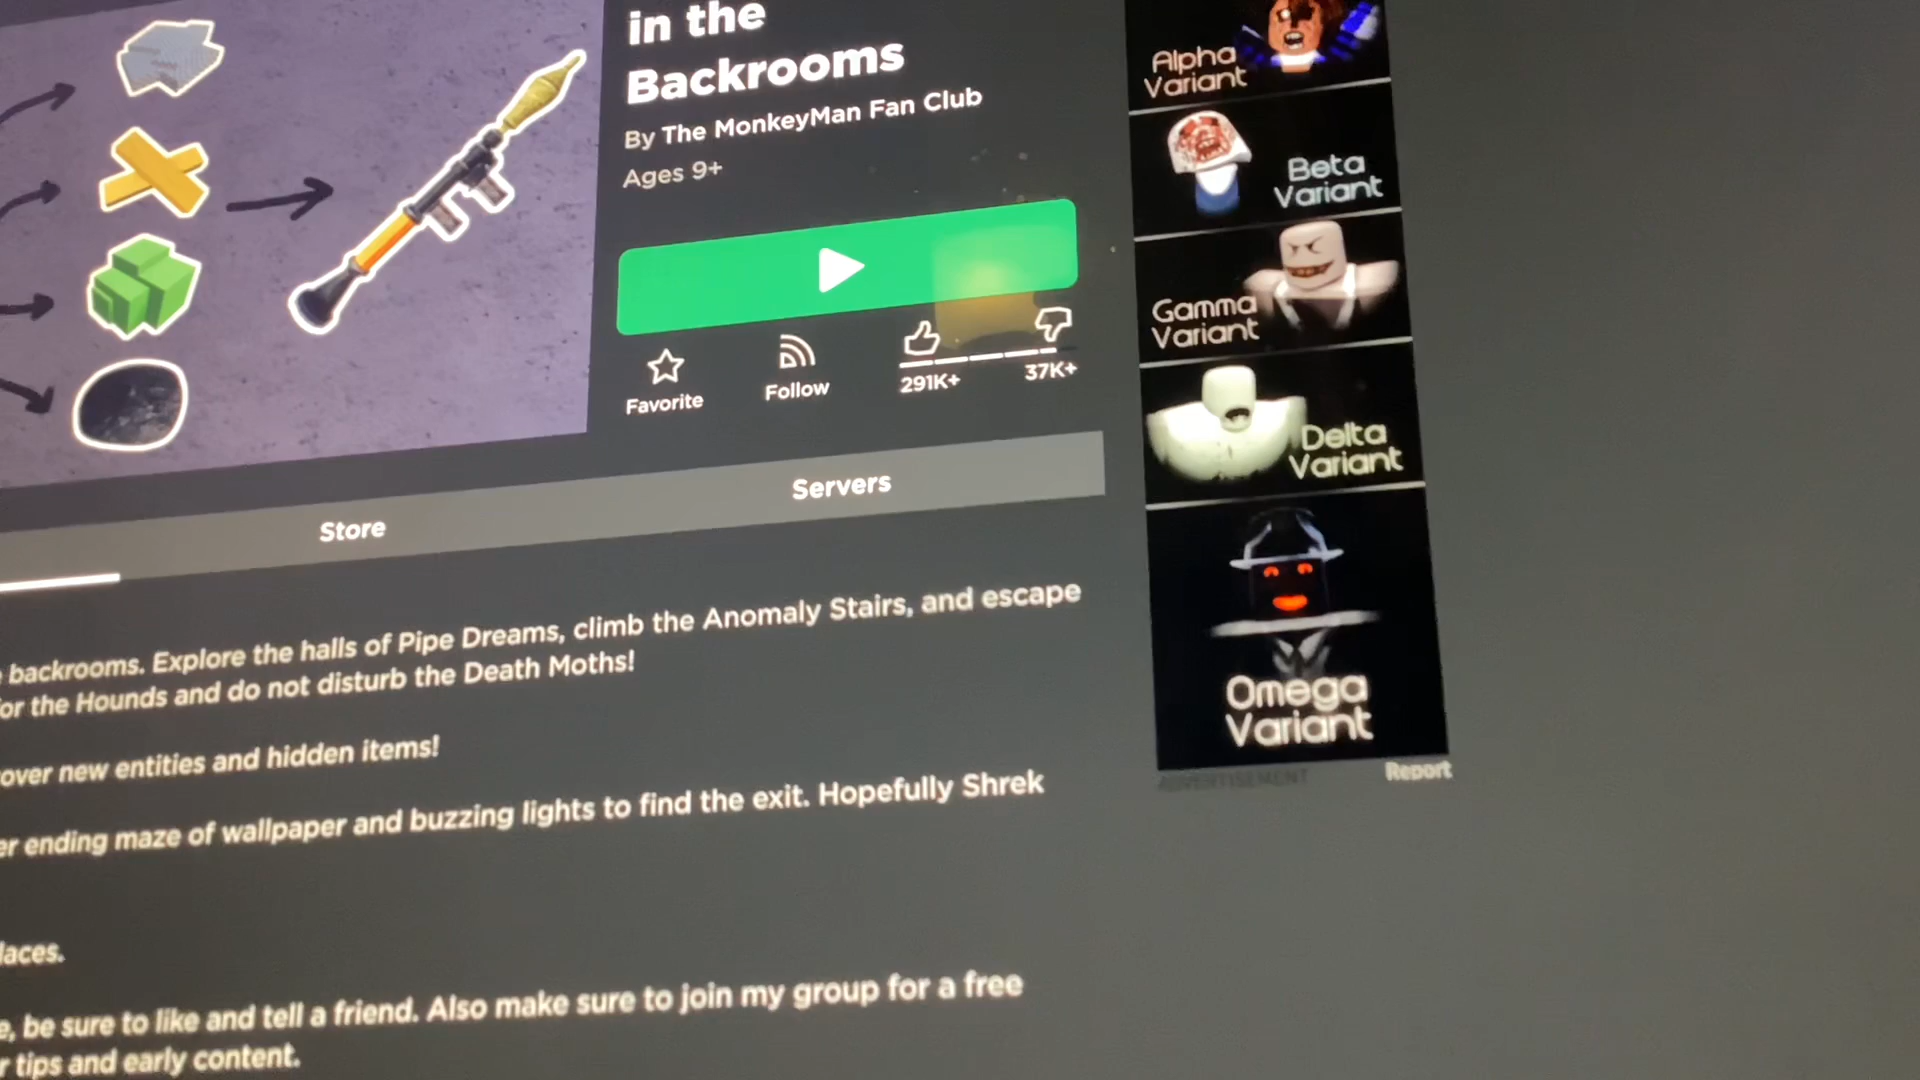 in the
Backrooms
By The MonkeyMan Fan Club
Ages 9+
Favorite
Follow
291K+
37K+
Store
Servers
backrooms. Explore the halls of Pipe Dreams, climb the Anomaly Stairs, and escape
or the Hounds and do not disturb the Death Moths!
over new entities and hidden items!
er ending maze of wallpaper and buzzing lights to find the exit. Hopefully Shrek
laces.
e, be sure to like and tell a friend. Also make sure to join my group for a free
r tips and early content.
Alpha
Variant
Beta
Variant
Gamma
Variant
Delta
Variant
Omega
Variant
ADVERTISEMENT
Report